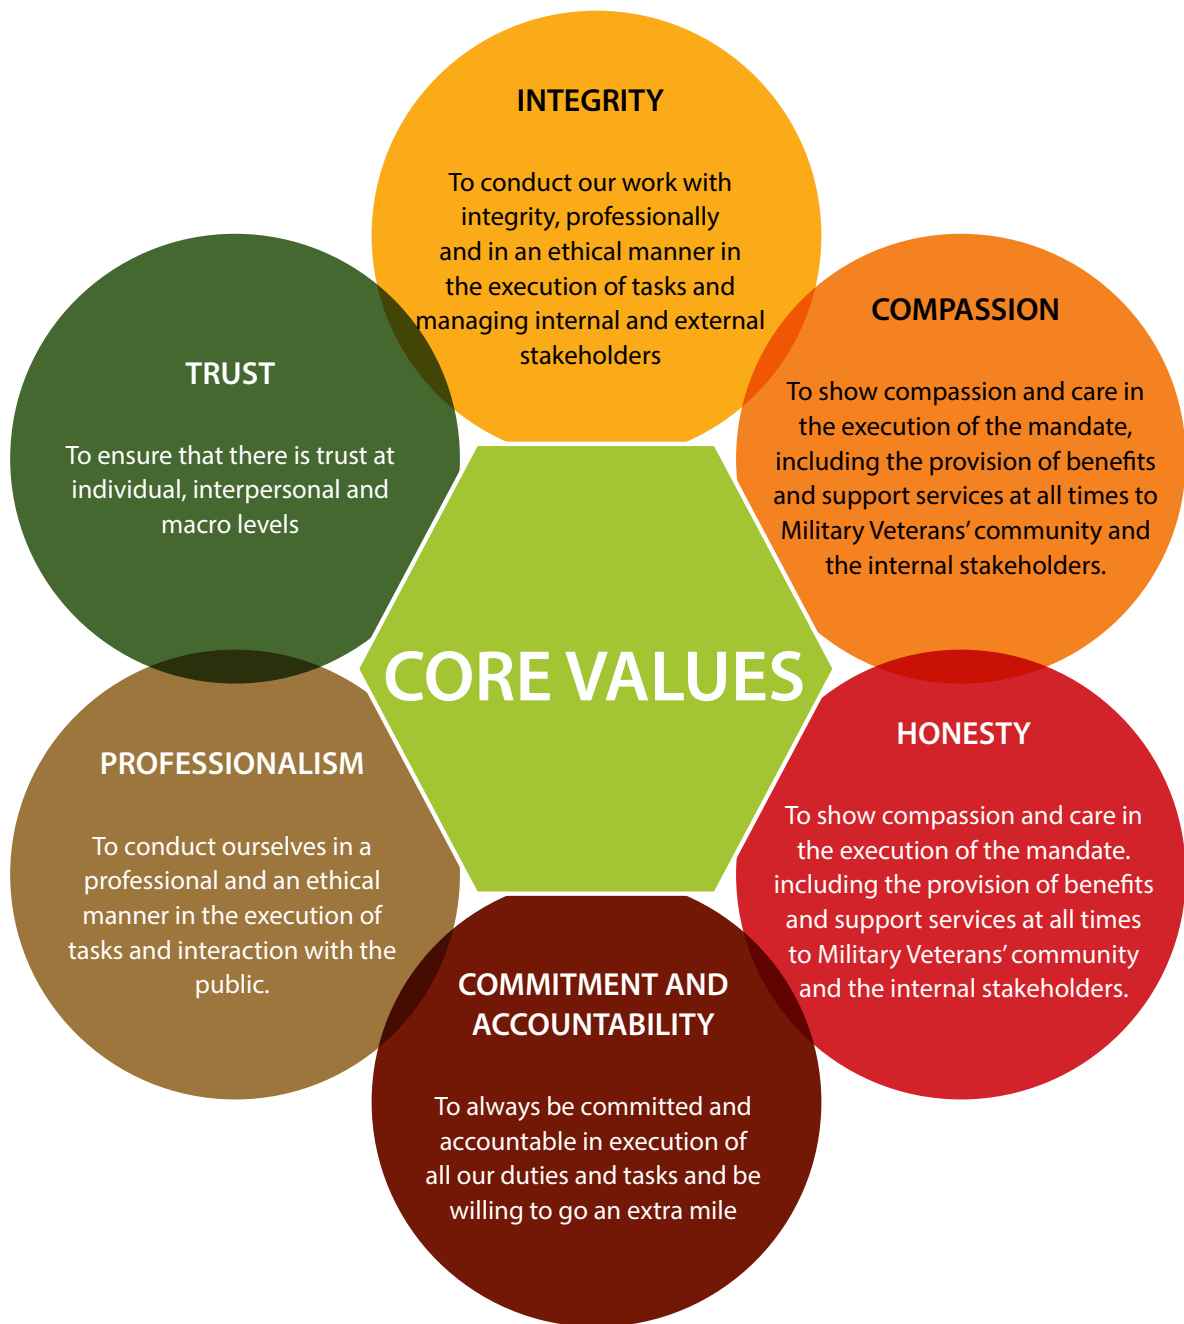 INTEGRITY
To conduct our work with
integrity, professionally
and in an ethical manner in
the execution of tasks and
managing internal and external
stakeholders
COMPASSION
To show compassion and care in
the execution of the mandate,
including the provision of benefits
and support services at all times to
Military Veterans’ community and
the internal stakeholders.
HONESTY
To show compassion and care in
the execution of the mandate.
including the provision of benefits
and support services at all times
to Military Veterans’ community
and the internal stakeholders.
COMMITMENT AND
ACCOUNTABILITY
To always be committed and
accountable in execution of
all our duties and tasks and be
willing to go an extra mile
PROFESSIONALISM
To conduct ourselves in a
professional and an ethical
manner in the execution of
tasks and interaction with the
public.
TRUST
To ensure that there is trust at
individual, interpersonal and
macro levels
CORE VALUES